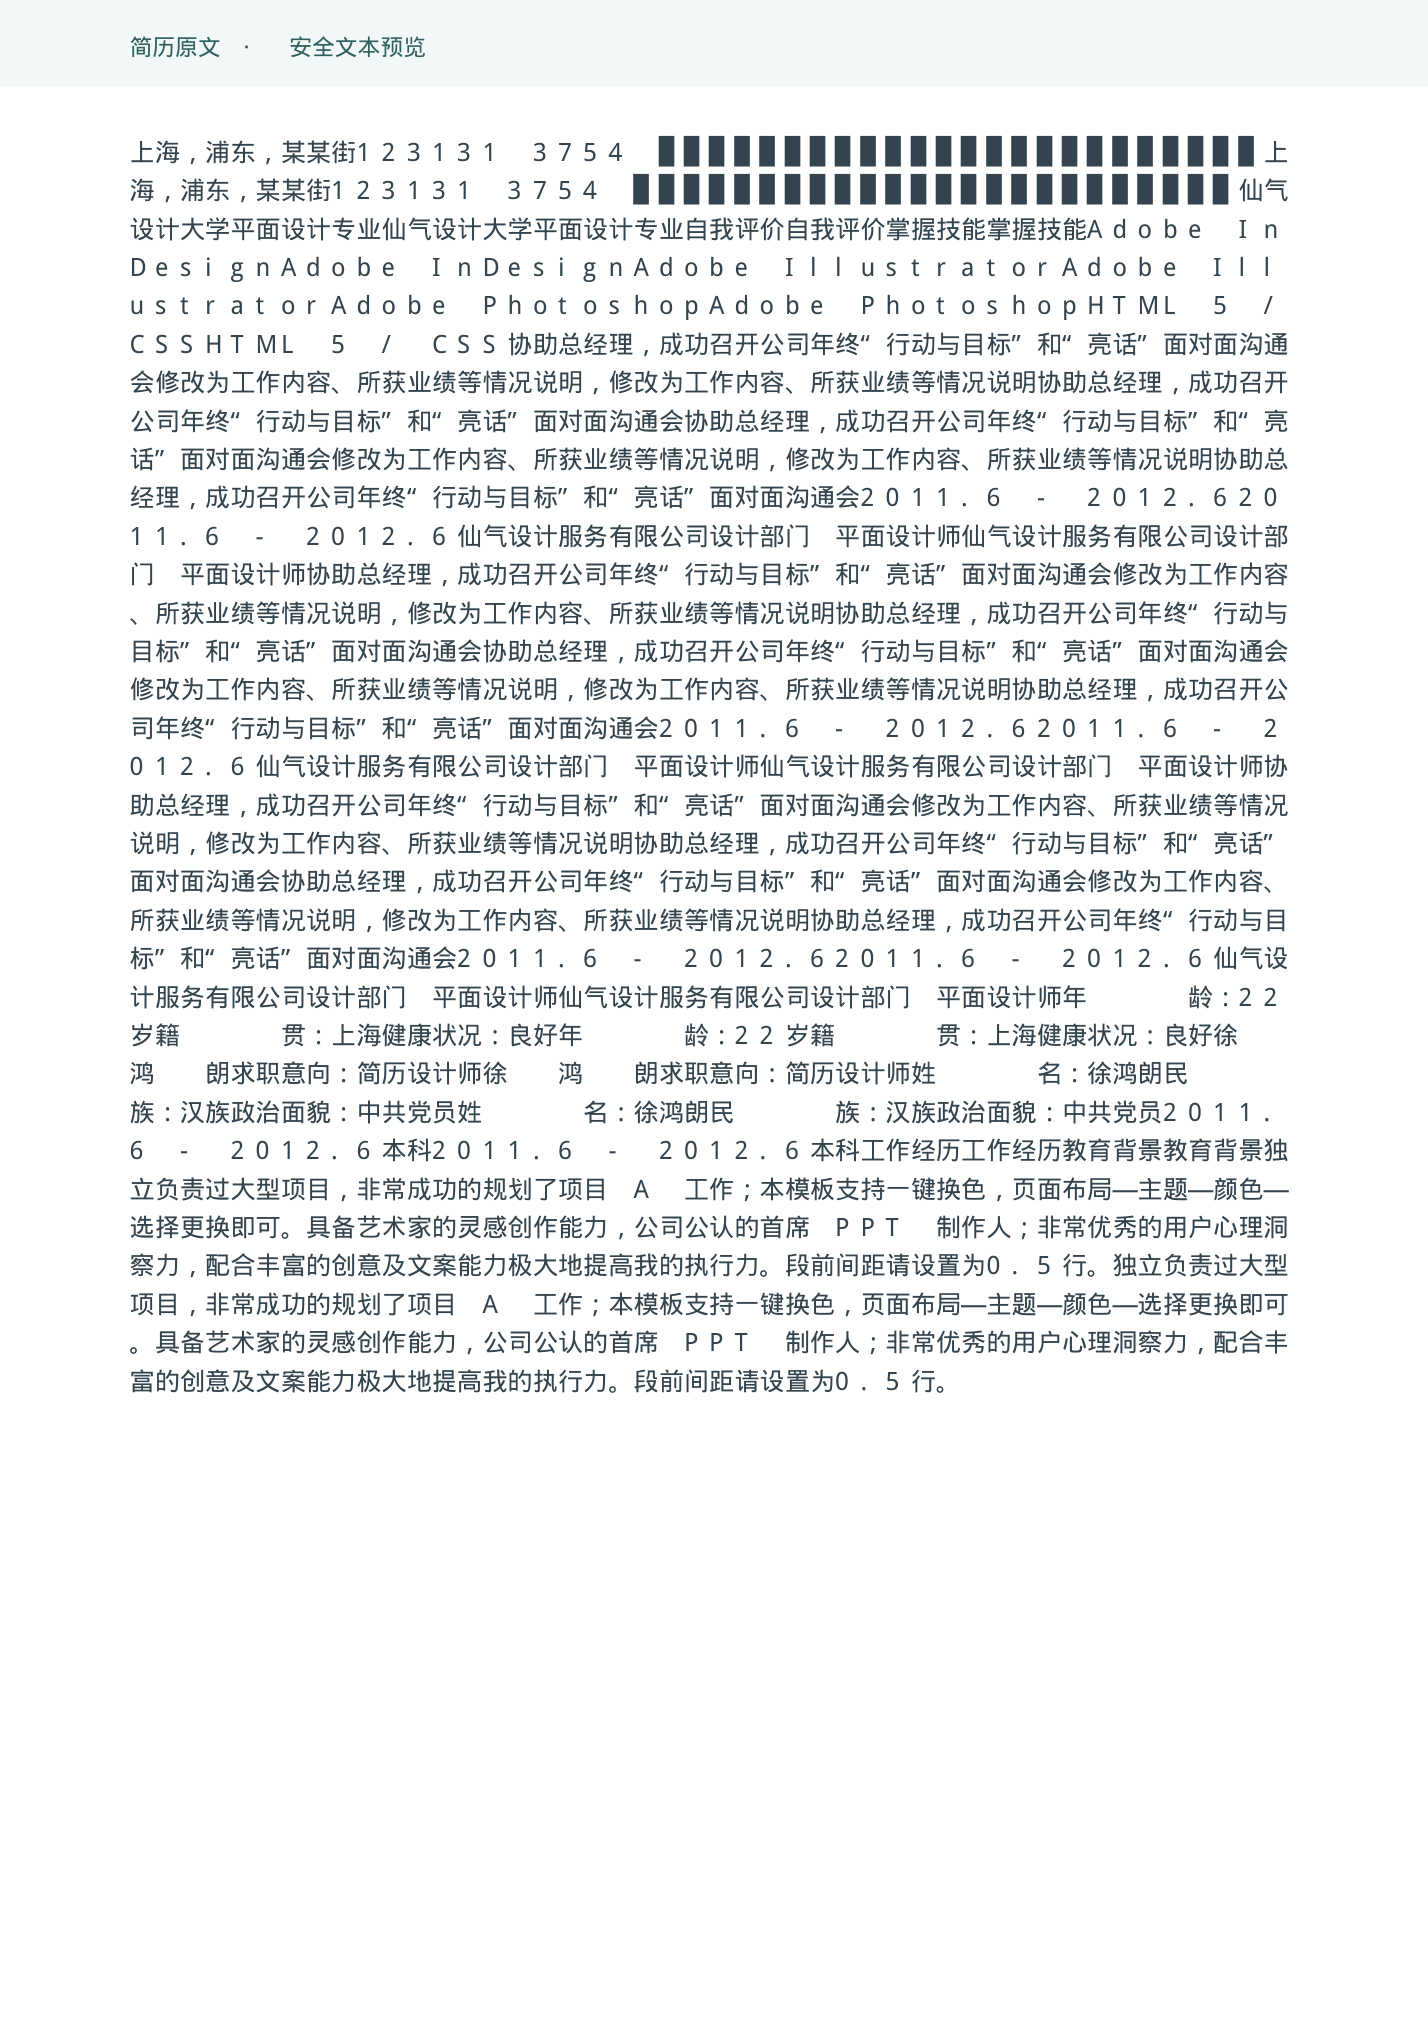 简历原文 · 安全文本预览
上海,浦东,某某街123131 3754 ████████████████████████上
海,浦东,某某街123131 3754 ████████████████████████仙气
设计大学平面设计专业仙气设计大学平面设计专业自我评价自我评价掌握技能掌握技能Adobe In
DesignAdobe InDesignAdobe IllustratorAdobe Ill
ustratorAdobe PhotoshopAdobe PhotoshopHTML 5 /
CSSHTML 5 / CSS协助总经理,成功召开公司年终“行动与目标”和“亮话”面对面沟通
会修改为工作内容、所获业绩等情况说明,修改为工作内容、所获业绩等情况说明协助总经理,成功召开
公司年终“行动与目标”和“亮话”面对面沟通会协助总经理,成功召开公司年终“行动与目标”和“亮
话”面对面沟通会修改为工作内容、所获业绩等情况说明,修改为工作内容、所获业绩等情况说明协助总
经理,成功召开公司年终“行动与目标”和“亮话”面对面沟通会2011.6 - 2012.620
11.6 - 2012.6仙气设计服务有限公司设计部门 平面设计师仙气设计服务有限公司设计部
门 平面设计师协助总经理,成功召开公司年终“行动与目标”和“亮话”面对面沟通会修改为工作内容
、所获业绩等情况说明,修改为工作内容、所获业绩等情况说明协助总经理,成功召开公司年终“行动与
目标”和“亮话”面对面沟通会协助总经理,成功召开公司年终“行动与目标”和“亮话”面对面沟通会
修改为工作内容、所获业绩等情况说明,修改为工作内容、所获业绩等情况说明协助总经理,成功召开公
司年终“行动与目标”和“亮话”面对面沟通会2011.6 - 2012.62011.6 - 2
012.6仙气设计服务有限公司设计部门 平面设计师仙气设计服务有限公司设计部门 平面设计师协
助总经理,成功召开公司年终“行动与目标”和“亮话”面对面沟通会修改为工作内容、所获业绩等情况
说明,修改为工作内容、所获业绩等情况说明协助总经理,成功召开公司年终“行动与目标”和“亮话”
面对面沟通会协助总经理,成功召开公司年终“行动与目标”和“亮话”面对面沟通会修改为工作内容、
所获业绩等情况说明,修改为工作内容、所获业绩等情况说明协助总经理,成功召开公司年终“行动与目
标”和“亮话”面对面沟通会2011.6 - 2012.62011.6 - 2012.6仙气设
计服务有限公司设计部门 平面设计师仙气设计服务有限公司设计部门 平面设计师年    龄:22
岁籍    贯:上海健康状况:良好年    龄:22岁籍    贯:上海健康状况:良好徐
鸿  朗求职意向:简历设计师徐  鸿  朗求职意向:简历设计师姓    名:徐鸿朗民
族:汉族政治面貌:中共党员姓    名:徐鸿朗民    族:汉族政治面貌:中共党员2011.
6 - 2012.6本科2011.6 - 2012.6本科工作经历工作经历教育背景教育背景独
立负责过大型项目,非常成功的规划了项目 A 工作;本模板支持一键换色,页面布局—主题—颜色—
选择更换即可。具备艺术家的灵感创作能力,公司公认的首席 PPT 制作人;非常优秀的用户心理洞
察力,配合丰富的创意及文案能力极大地提高我的执行力。段前间距请设置为0.5行。独立负责过大型
项目,非常成功的规划了项目 A 工作;本模板支持一键换色,页面布局—主题—颜色—选择更换即可
。具备艺术家的灵感创作能力,公司公认的首席 PPT 制作人;非常优秀的用户心理洞察力,配合丰
富的创意及文案能力极大地提高我的执行力。段前间距请设置为0.5行。